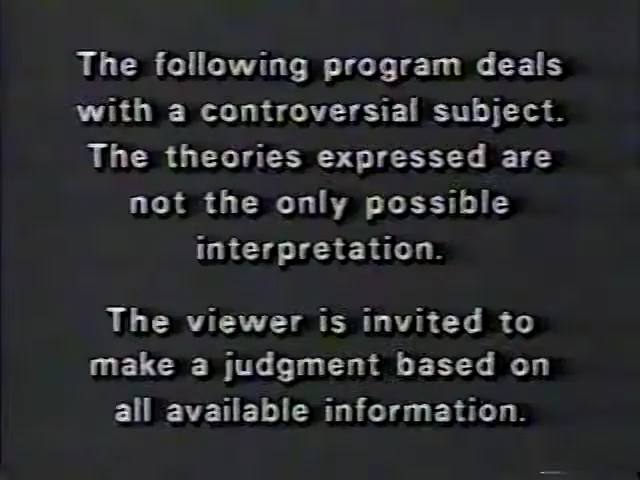 The following program deals
with a controversial subject.
The theories expressed are
not the only possible
interpretation.
The viewer is invited to
make a judgment based on
all available information.